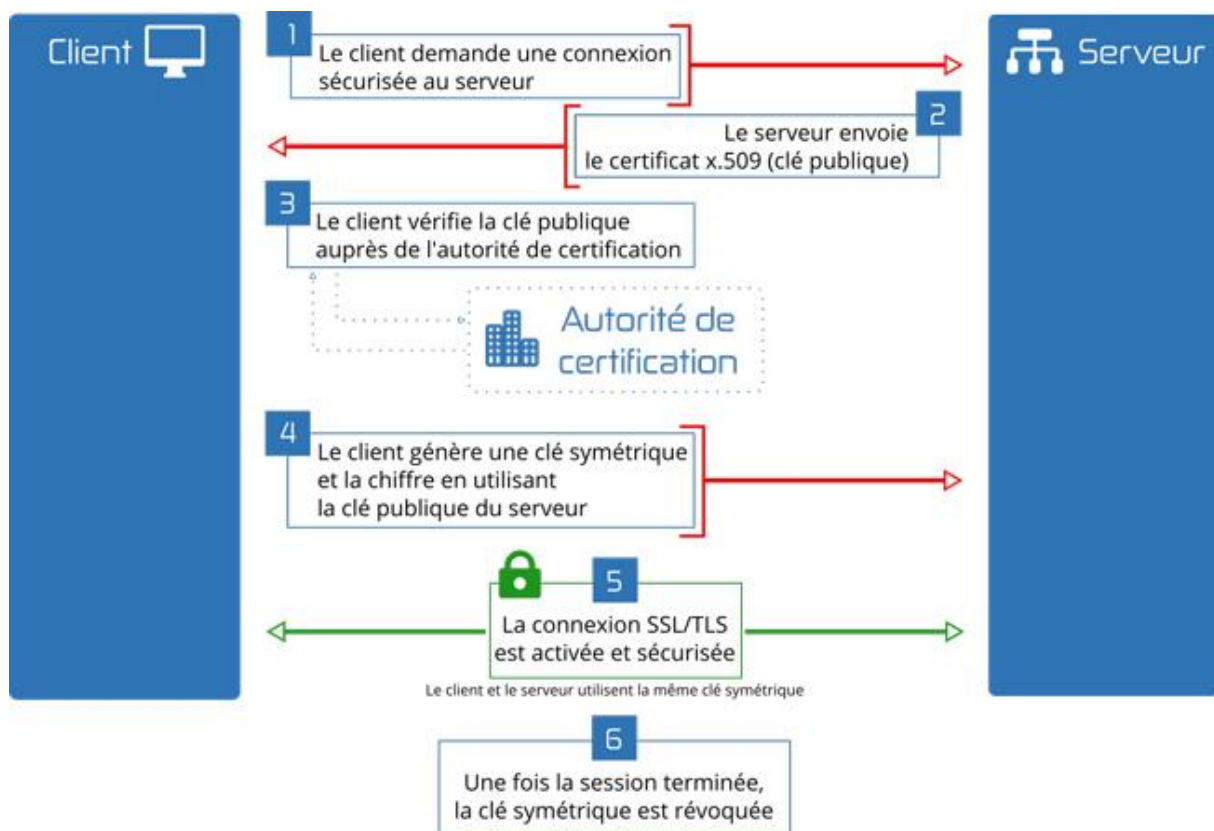 Client
Serveur
1
Le client demande une connexion
sécurisée au serveur
2
Le serveur envoie
le certificat x.509 (clé publique)
3
Le client vérifie la clé publique
auprès de l'autorité de certification
Autorité de
certification
4
Le client génère une clé symétrique
et la chiffre en utilisant
la clé publique du serveur
5
La connexion SSL/TLS
est activée et sécurisée
Le client et le serveur utilisent la même clé symétrique
6
Une fois la session terminée,
la clé symétrique est révoquée